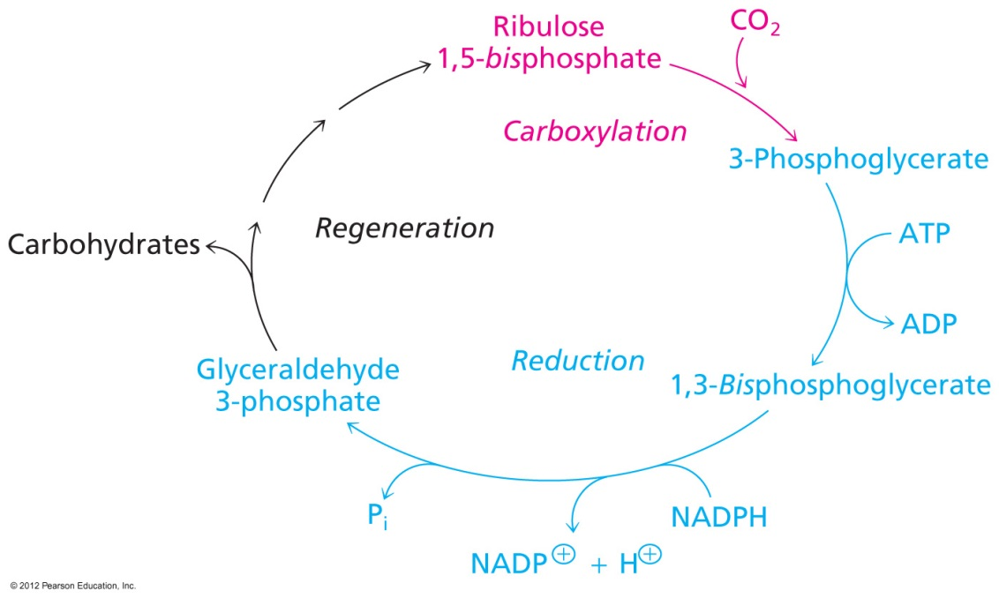 Ribulose
1,5-bisphosphate
CO₂
Carboxylation
3-Phosphoglycerate
Regeneration
ATP
Carbohydrates
ADP
Reduction
Glyceraldehyde
3-phosphate
1,3-Bisphosphoglycerate
Pᵢ
NADPH
NADP⊕ + H⊕
© 2012 Pearson Education, Inc.